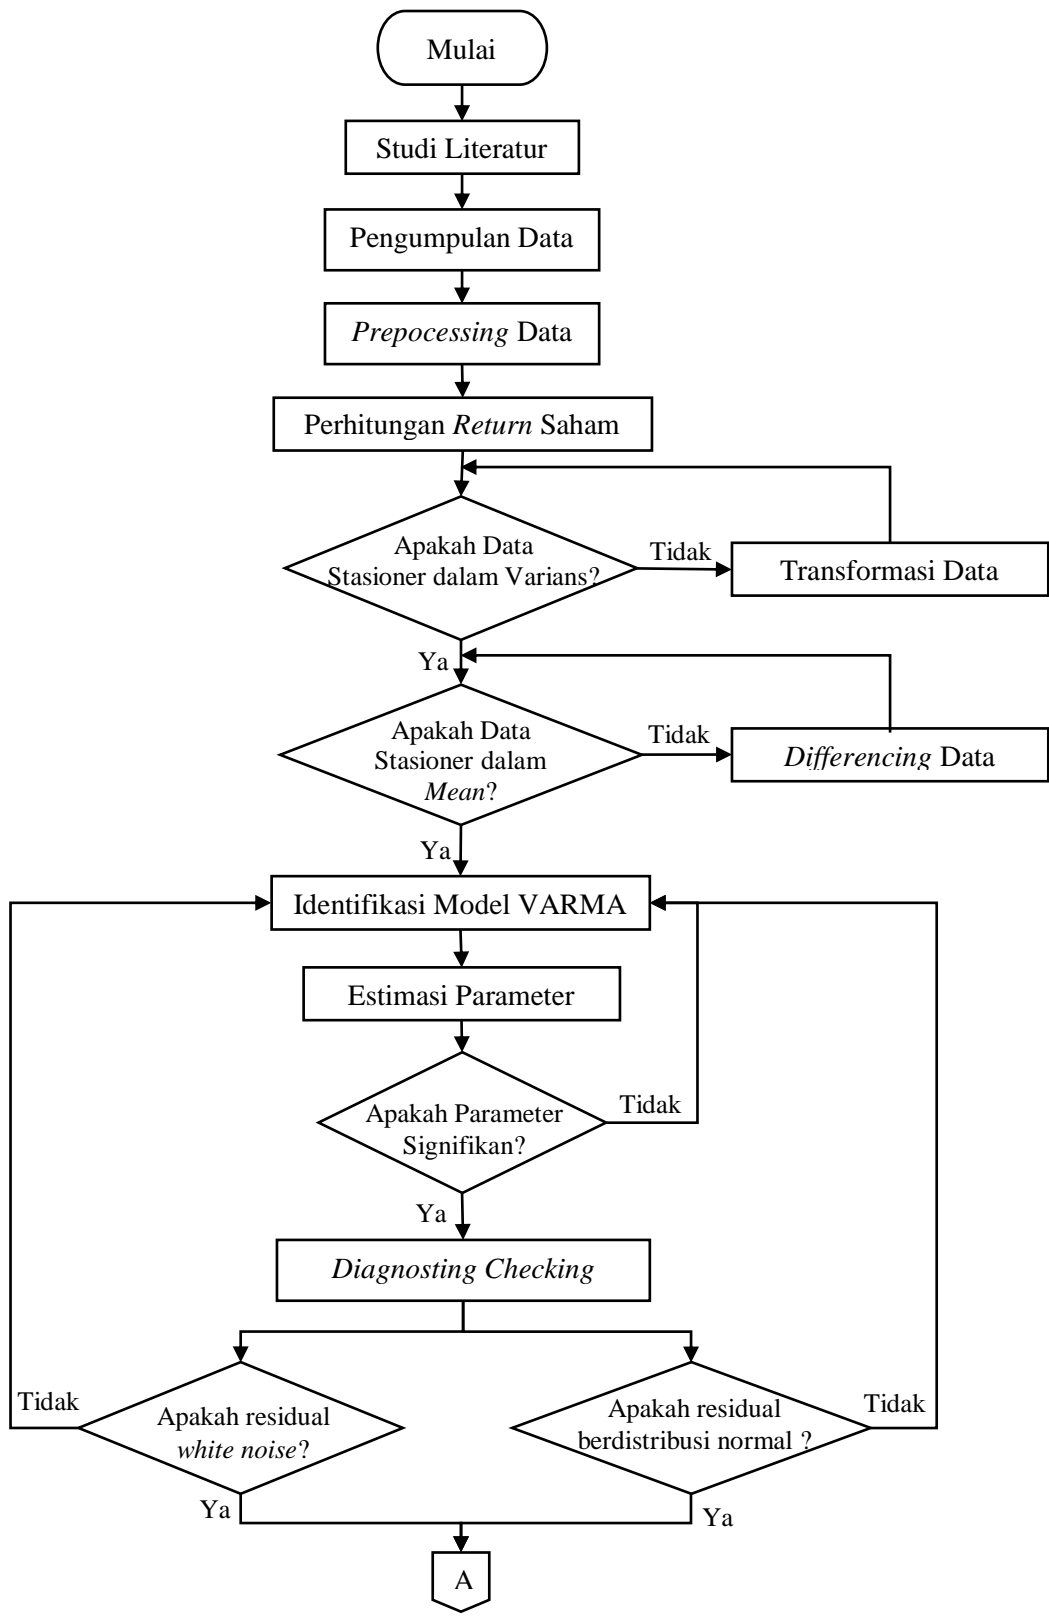 Mulai
Studi Literatur
Pengumpulan Data
Prepocessing Data
Perhitungan Return Saham
Apakah Data
Stasioner dalam Varians?
Tidak
Transformasi Data
Ya
Apakah Data
Stasioner dalam
Mean?
Tidak
Differencing Data
Ya
Identifikasi Model VARMA
Estimasi Parameter
Apakah Parameter
Signifikan?
Tidak
Ya
Diagnosting Checking
Tidak
Apakah residual
white noise?
Apakah residual
berdistribusi normal ?
Tidak
Ya
Ya
A